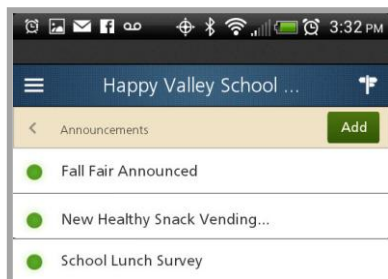 3:32 PM
Happy Valley School ...
Announcements
Add
Fall Fair Announced
New Healthy Snack Vending...
School Lunch Survey